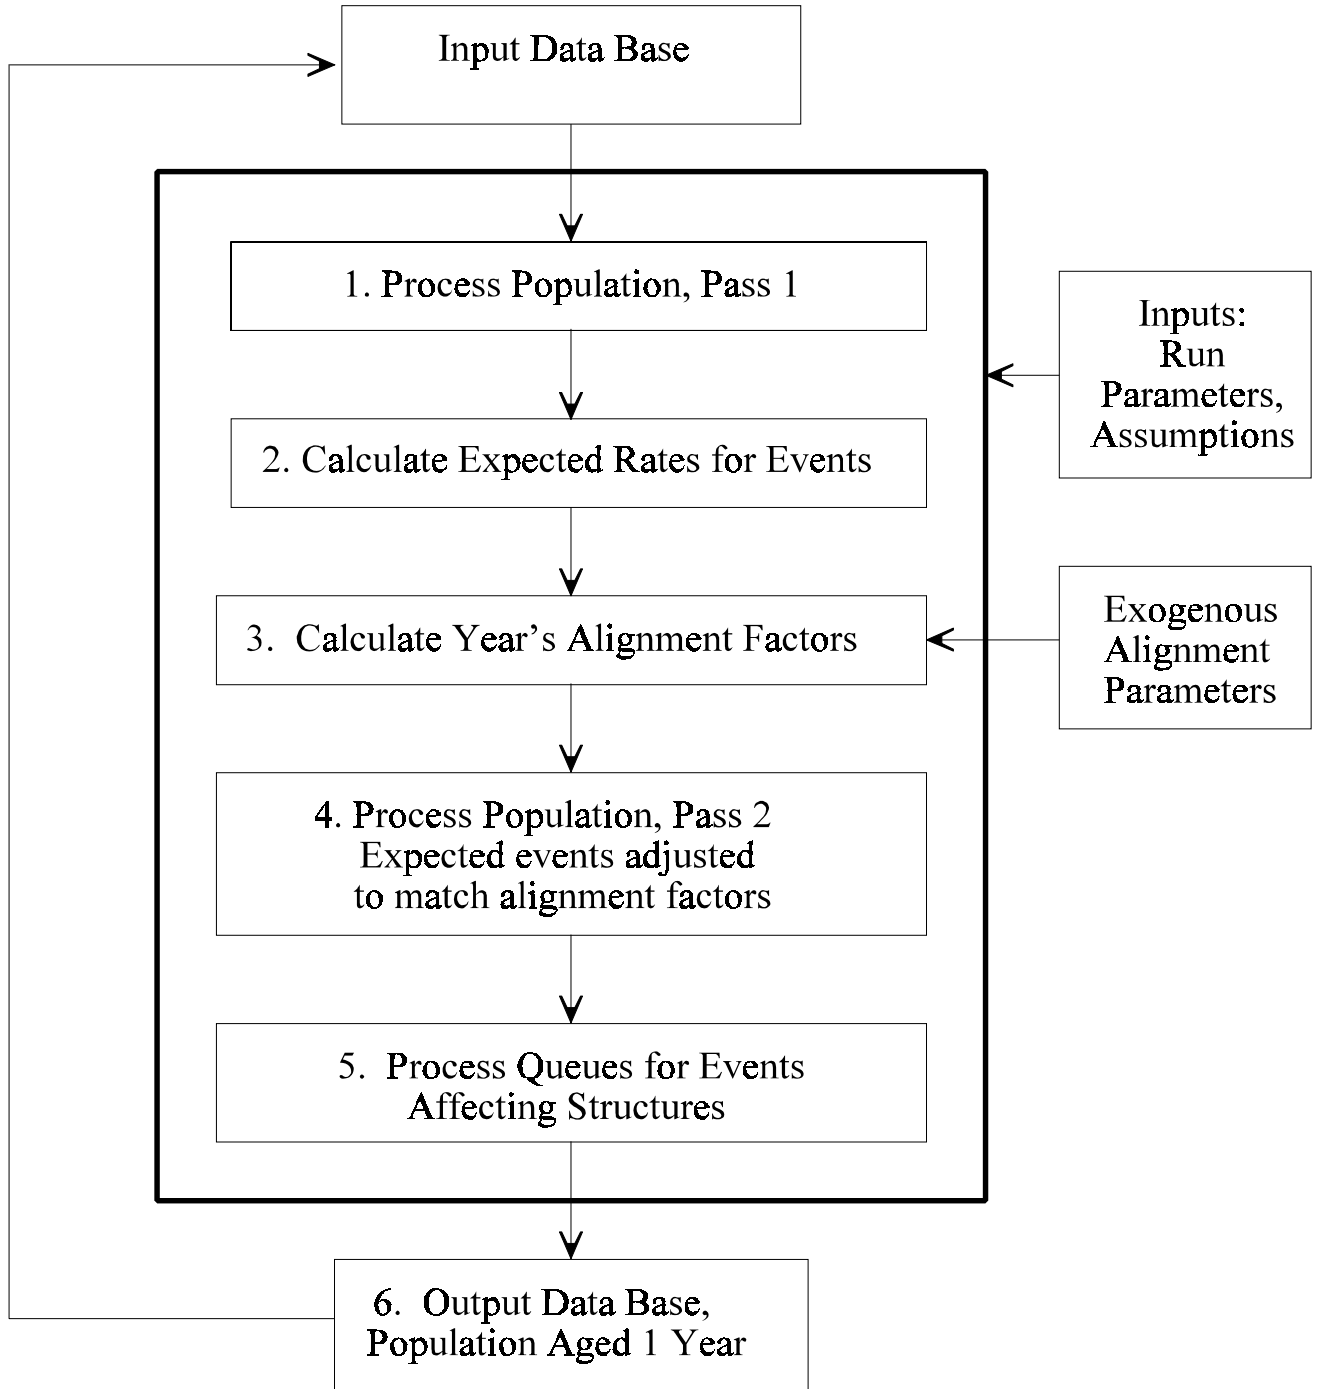 Input Data Base
1. Process Population, Pass 1
2. Calculate Expected Rates for Events
3. Calculate Year's Alignment Factors
4. Process Population, Pass 2
Expected events adjusted
to match alignment factors
5. Process Queues for Events
Affecting Structures
6. Output Data Base,
Population Aged 1 Year
Inputs:
Run
Parameters,
Assumptions
Exogenous
Alignment
Parameters